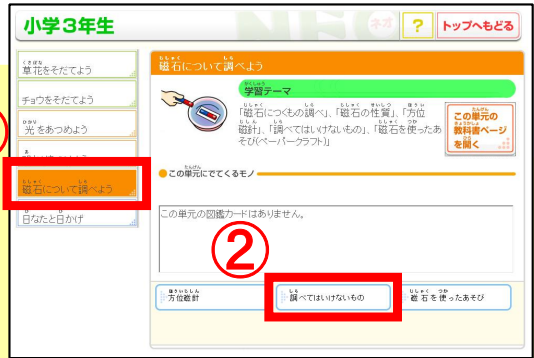 小学3年生
ネオ
?
トップへもどる
草花をそだてよう
チョウをそだてよう
光をあつめよう
磁石について調べよう
日なたと日かげ
磁石について調べよう
学習テーマ
「磁石につくもの調べ」、「磁石の性質」、「方位
磁針」、「調べてはいけないもの」、「磁石を使ったあ
そび(ペーパークラフト)」
この単元の
教科書ページ
を開く
この単元にでてくるモノ
この単元の図鑑カードはありません。
②
方位磁針
調べてはいけないもの
磁石を使ったあそび